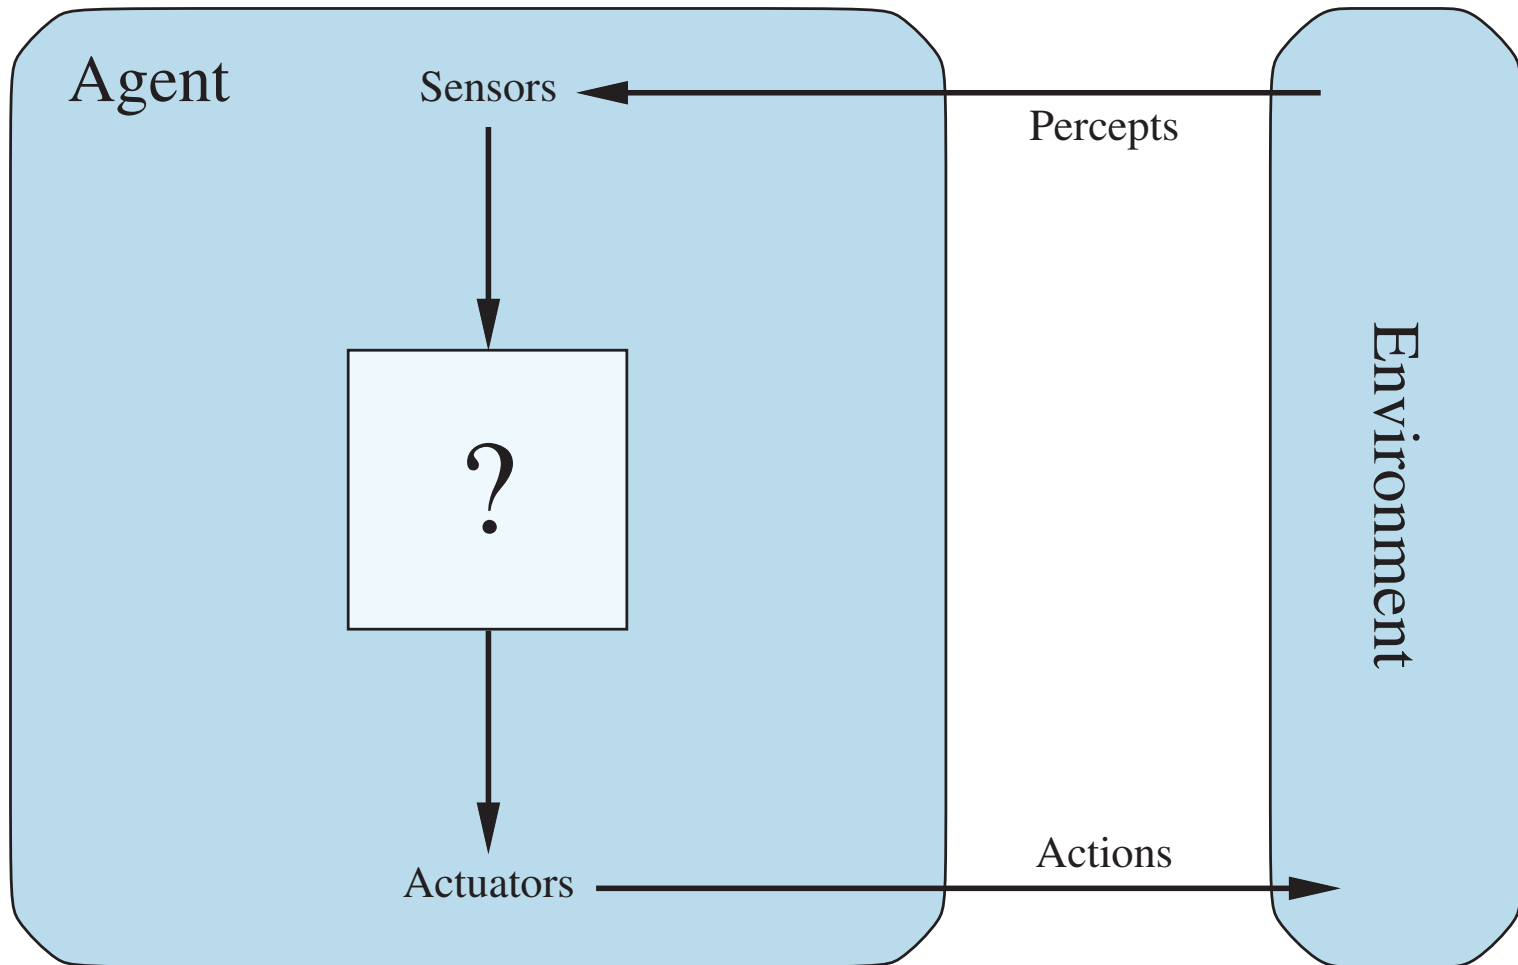 Agent
Sensors
Percepts
?
Environment
Actions
Actuators